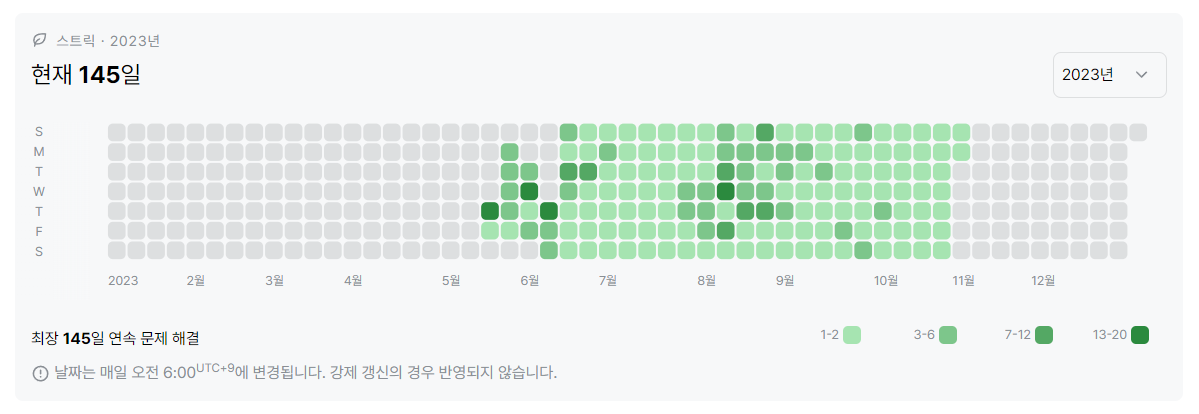 스트릭 · 2023년
현재 145일
2023년
S
M
T
W
T
F
S
2023 2월 3월 4월 5월 6월 7월 8월 9월 10월 11월 12월
최장 145일 연속 문제 해결
1-2 3-6 7-12 13-20
날짜는 매일 오전 6:00UTC+9에 변경됩니다. 강제 갱신의 경우 반영되지 않습니다.